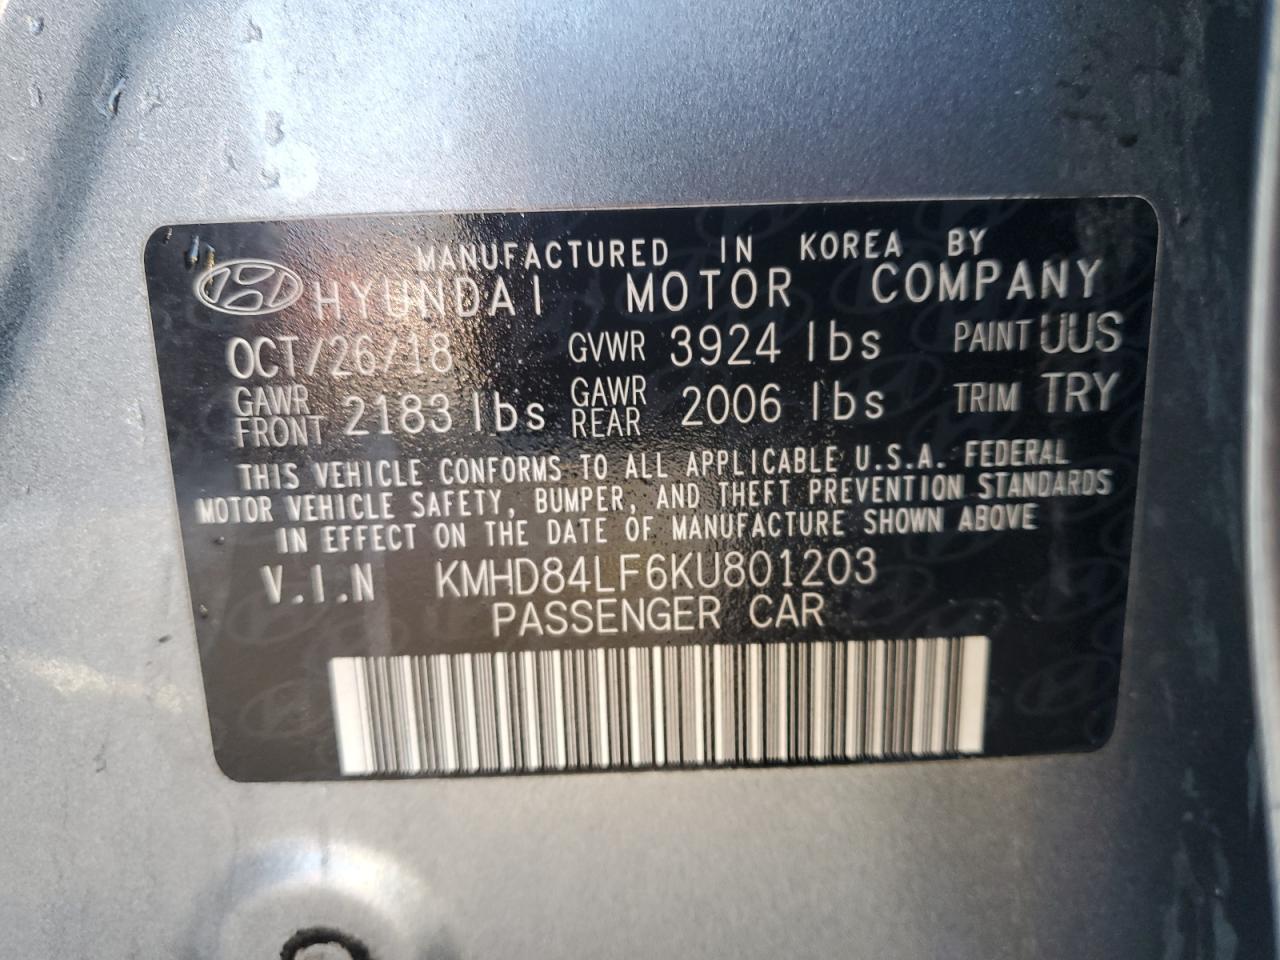 MANUFACTURED IN KOREA BY
HYUNDAI MOTOR COMPANY
OCT/26/18 GVWR 3924 lbs PAINT UUS
GAWR FRONT 2183 lbs GAWR REAR 2006 lbs TRIM TRY
THIS VEHICLE CONFORMS TO ALL APPLICABLE U.S.A. FEDERAL
MOTOR VEHICLE SAFETY, BUMPER, AND THEFT PREVENTION STANDARDS
IN EFFECT ON THE DATE OF MANUFACTURE SHOWN ABOVE
V.I.N KMHD84LF6KU801203
PASSENGER CAR